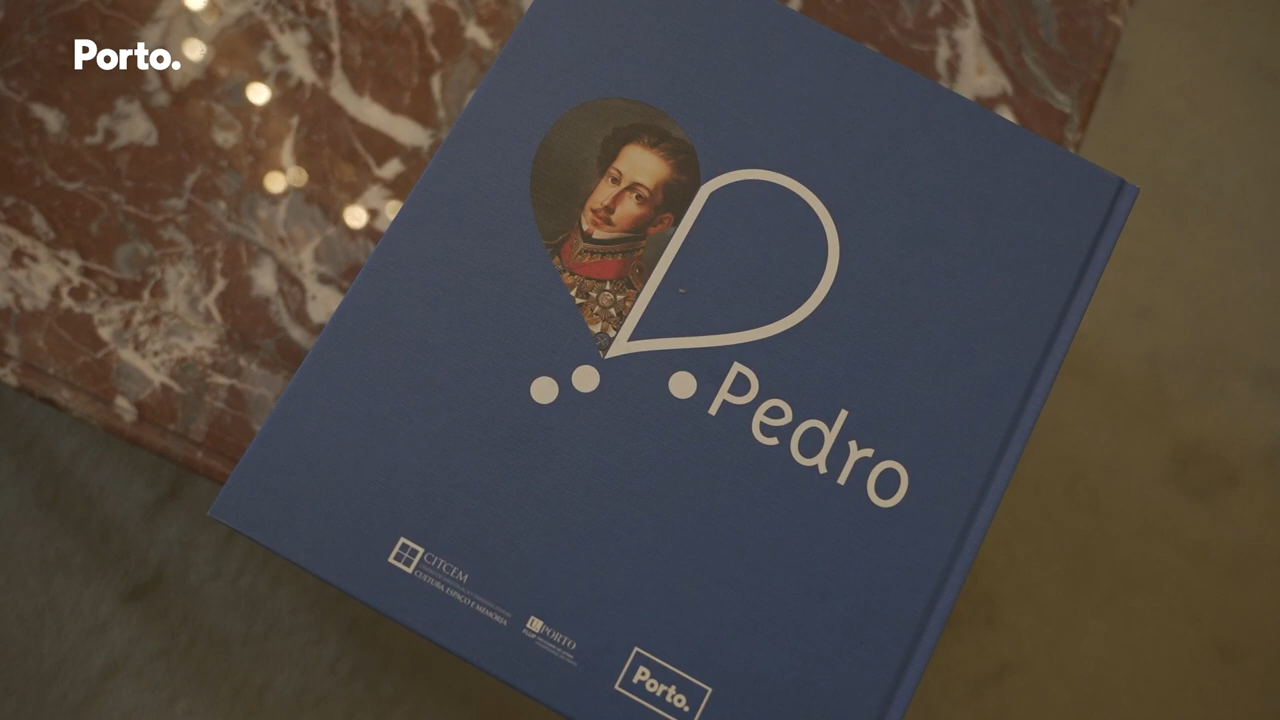 Porto.
Pedro
CITCEM
CULTURA, ESPAÇO E MEMÓRIA
U.PORTO
Porto.